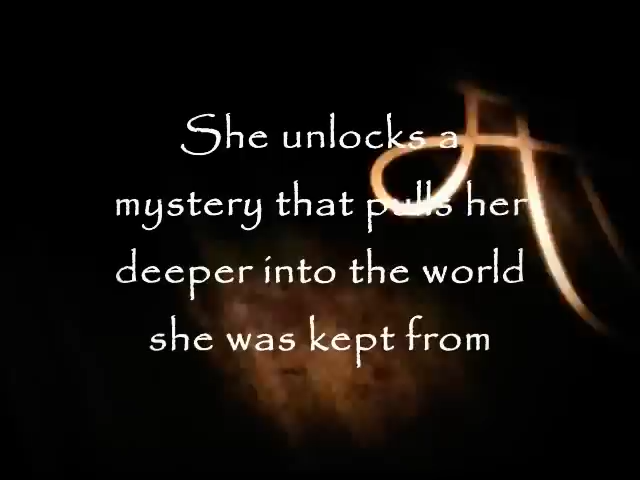 She unlocks a
mystery that pulls her
deeper into the world
she was kept from